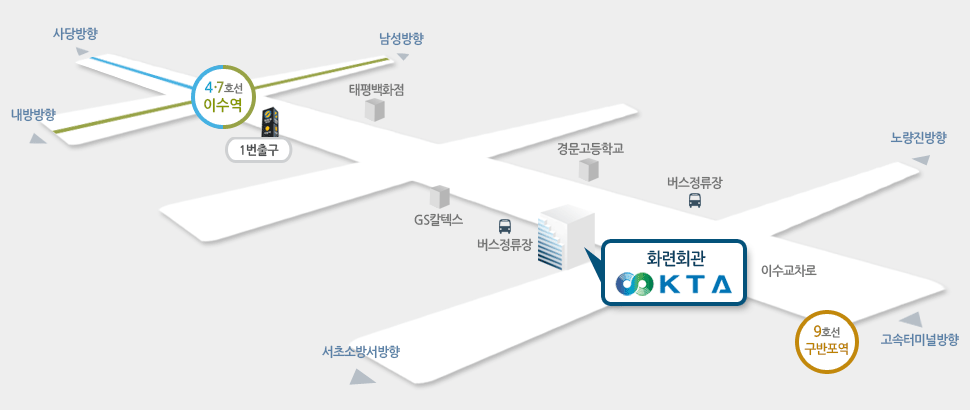 사당방향
남성방향
4·7호선
이수역
태평백화점
내방방향
1번출구
노량진방향
경문고등학교
버스정류장
GS칼텍스
버스정류장
화련회관
KTA
이수교차로
9호선
구반포역
고속터미널방향
서초소방서방향